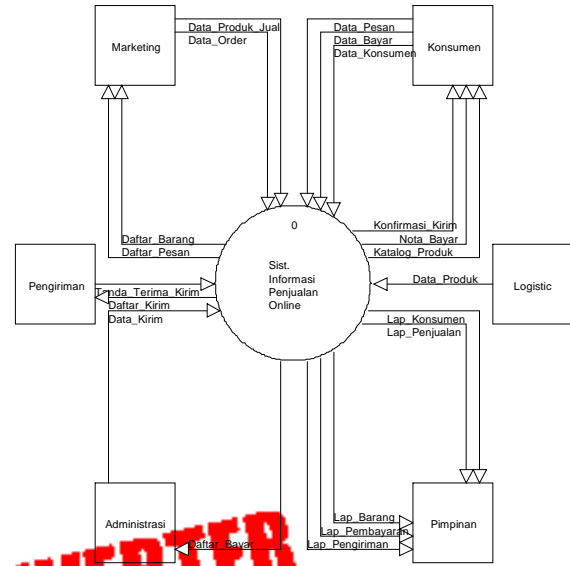 Marketing
Data_Produk_Jual
Data_Order
Data_Pesan
Data_Bayar
Data_Konsumen
Konsumen
0
Sist.
Informasi
Penjualan
Online
Daftar_Barang
Daftar_Pesan
Konfirmasi_Kirim
Nota_Bayar
Katalog_Produk
Pengiriman
Tanda_Terima_Kirim
Daftar_Kirim
Data_Kirim
Data_Produk
Logistic
Lap_Konsumen
Lap_Penjualan
Administrasi
Daftar_Bayar
Lap_Barang
Lap_Pembayaran
Lap_Pengiriman
Pimpinan